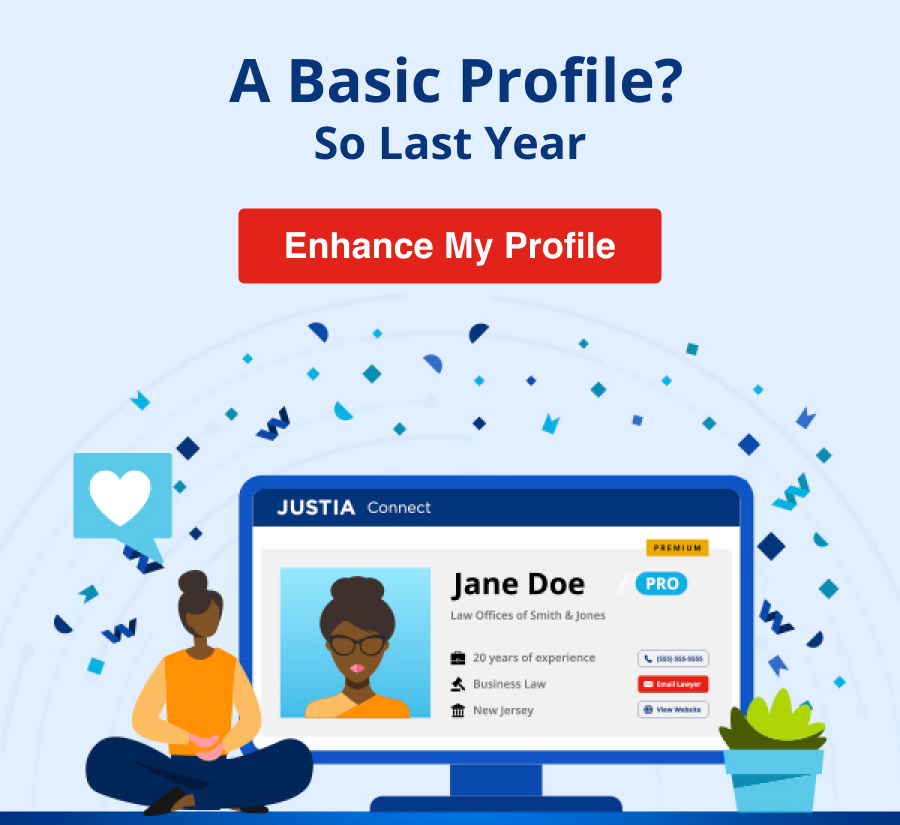 A Basic Profile?
So Last Year
Enhance My Profile
JUSTIA Connect
PREMIUM
Jane Doe PRO
Law Offices of Smith & Jones
20 years of experience (555) 555-5555
Business Law Email Lawyer
New Jersey View Website